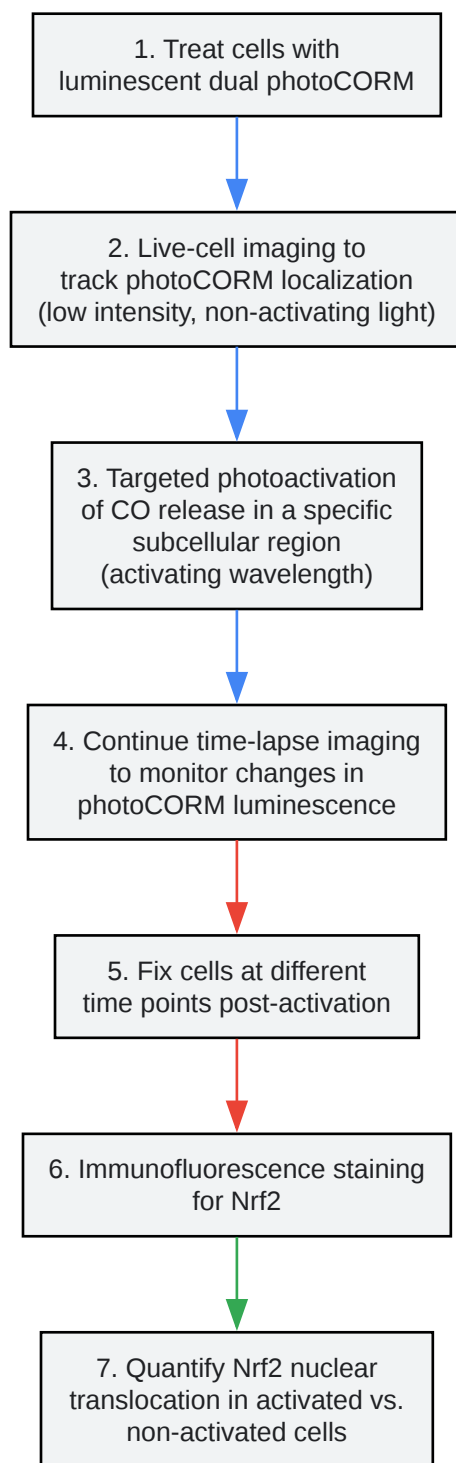 1. Treat cells with
luminescent dual photoCORM
2. Live-cell imaging to
track photoCORM localization
(low intensity, non-activating light)
3. Targeted photoactivation
of CO release in a specific
subcellular region
(activating wavelength)
4. Continue time-lapse imaging
to monitor changes in
photoCORM luminescence
5. Fix cells at different
time points post-activation
6. Immunofluorescence staining
for Nrf2
7. Quantify Nrf2 nuclear
translocation in activated vs.
non-activated cells